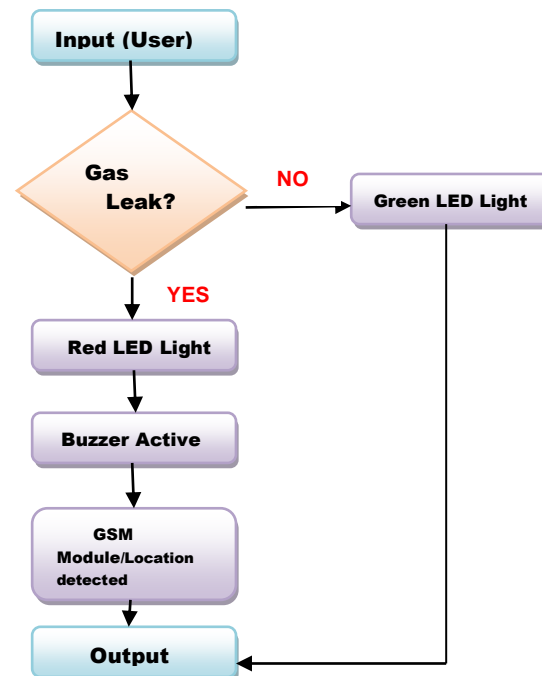 Input (User)
Gas
Leak?
NO
Green LED Light
YES
Red LED Light
Buzzer Active
GSM
Module/Location
detected
Output